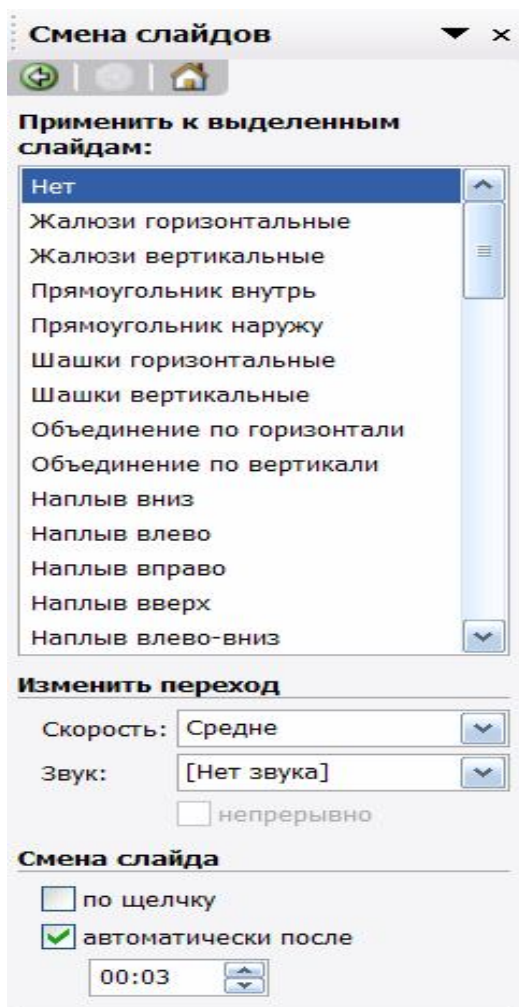 Смена слайдов
Применить к выделенным
слайдам:
Нет
Жалюзи горизонтальные
Жалюзи вертикальные
Прямоугольник внутрь
Прямоугольник наружу
Шашки горизонтальные
Шашки вертикальные
Объединение по горизонтали
Объединение по вертикали
Наплыв вниз
Наплыв влево
Наплыв вправо
Наплыв вверх
Наплыв влево-вниз
Изменить переход
Скорость: Средне
Звук: [Нет звука]
непрерывно
Смена слайда
по щелчку
автоматически после
00:03